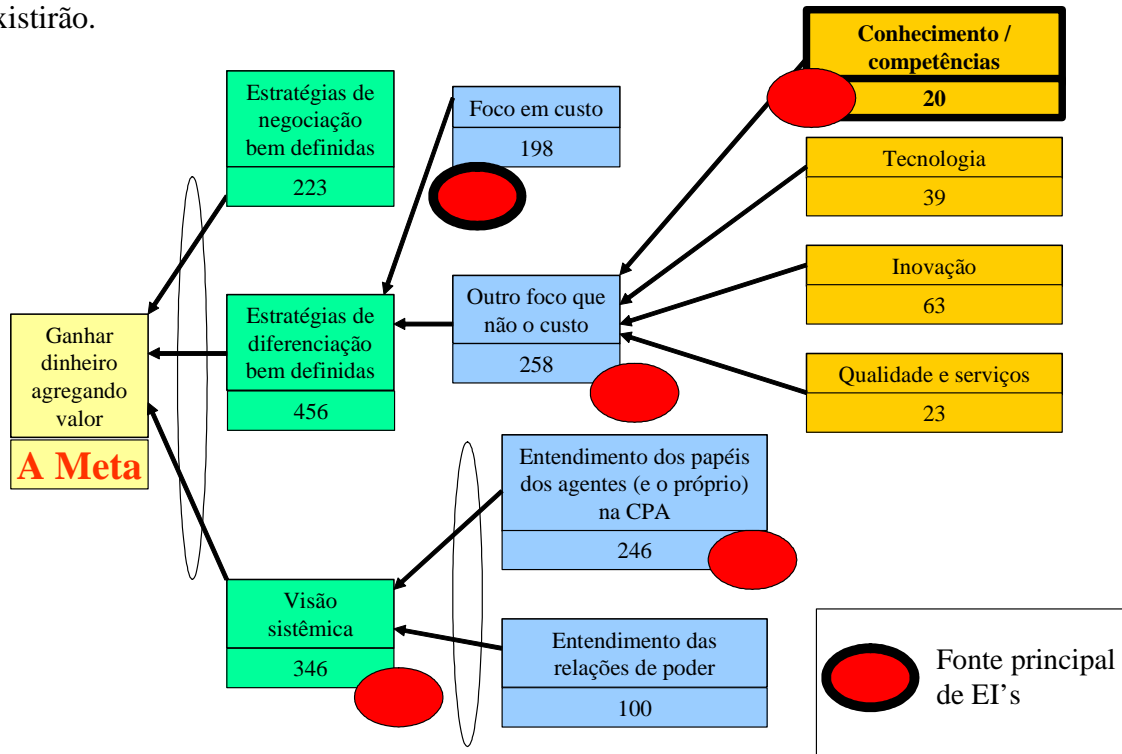 xistirão.
Conhecimento /
competências
20
Estratégias de
negociação
bem definidas
223
Foco em custo
198
Tecnologia
39
Inovação
63
Ganhar
dinheiro
agregando
valor
A Meta
Estratégias de
diferenciação
bem definidas
456
Outro foco que
não o custo
258
Qualidade e serviços
23
Entendimento dos papéis
dos agentes (e o próprio)
na CPA
246
Visão
sistêmica
346
Entendimento das
relações de poder
100
Fonte principal
de EI's